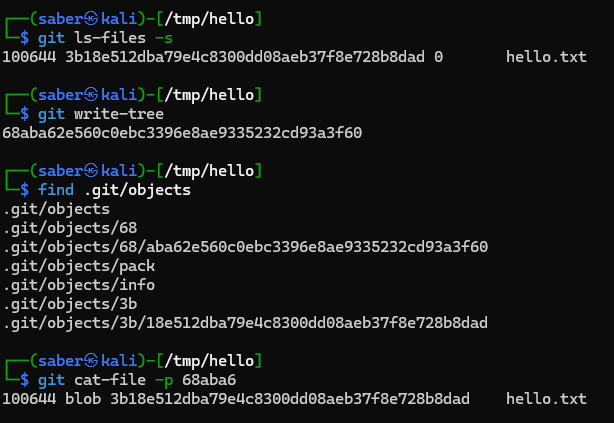 ┌──(saber㉿kali)-[/tmp/hello]
└─$ git ls-files -s
100644 3b18e512dba79e4c8300dd08aeb37f8e728b8dad 0       hello.txt
┌──(saber㉿kali)-[/tmp/hello]
└─$ git write-tree
68aba62e560c0ebc3396e8ae9335232cd93a3f60
┌──(saber㉿kali)-[/tmp/hello]
└─$ find .git/objects
.git/objects
.git/objects/68
.git/objects/68/aba62e560c0ebc3396e8ae9335232cd93a3f60
.git/objects/pack
.git/objects/info
.git/objects/3b
.git/objects/3b/18e512dba79e4c8300dd08aeb37f8e728b8dad
┌──(saber㉿kali)-[/tmp/hello]
└─$ git cat-file -p 68aba6
100644 blob 3b18e512dba79e4c8300dd08aeb37f8e728b8dad    hello.txt